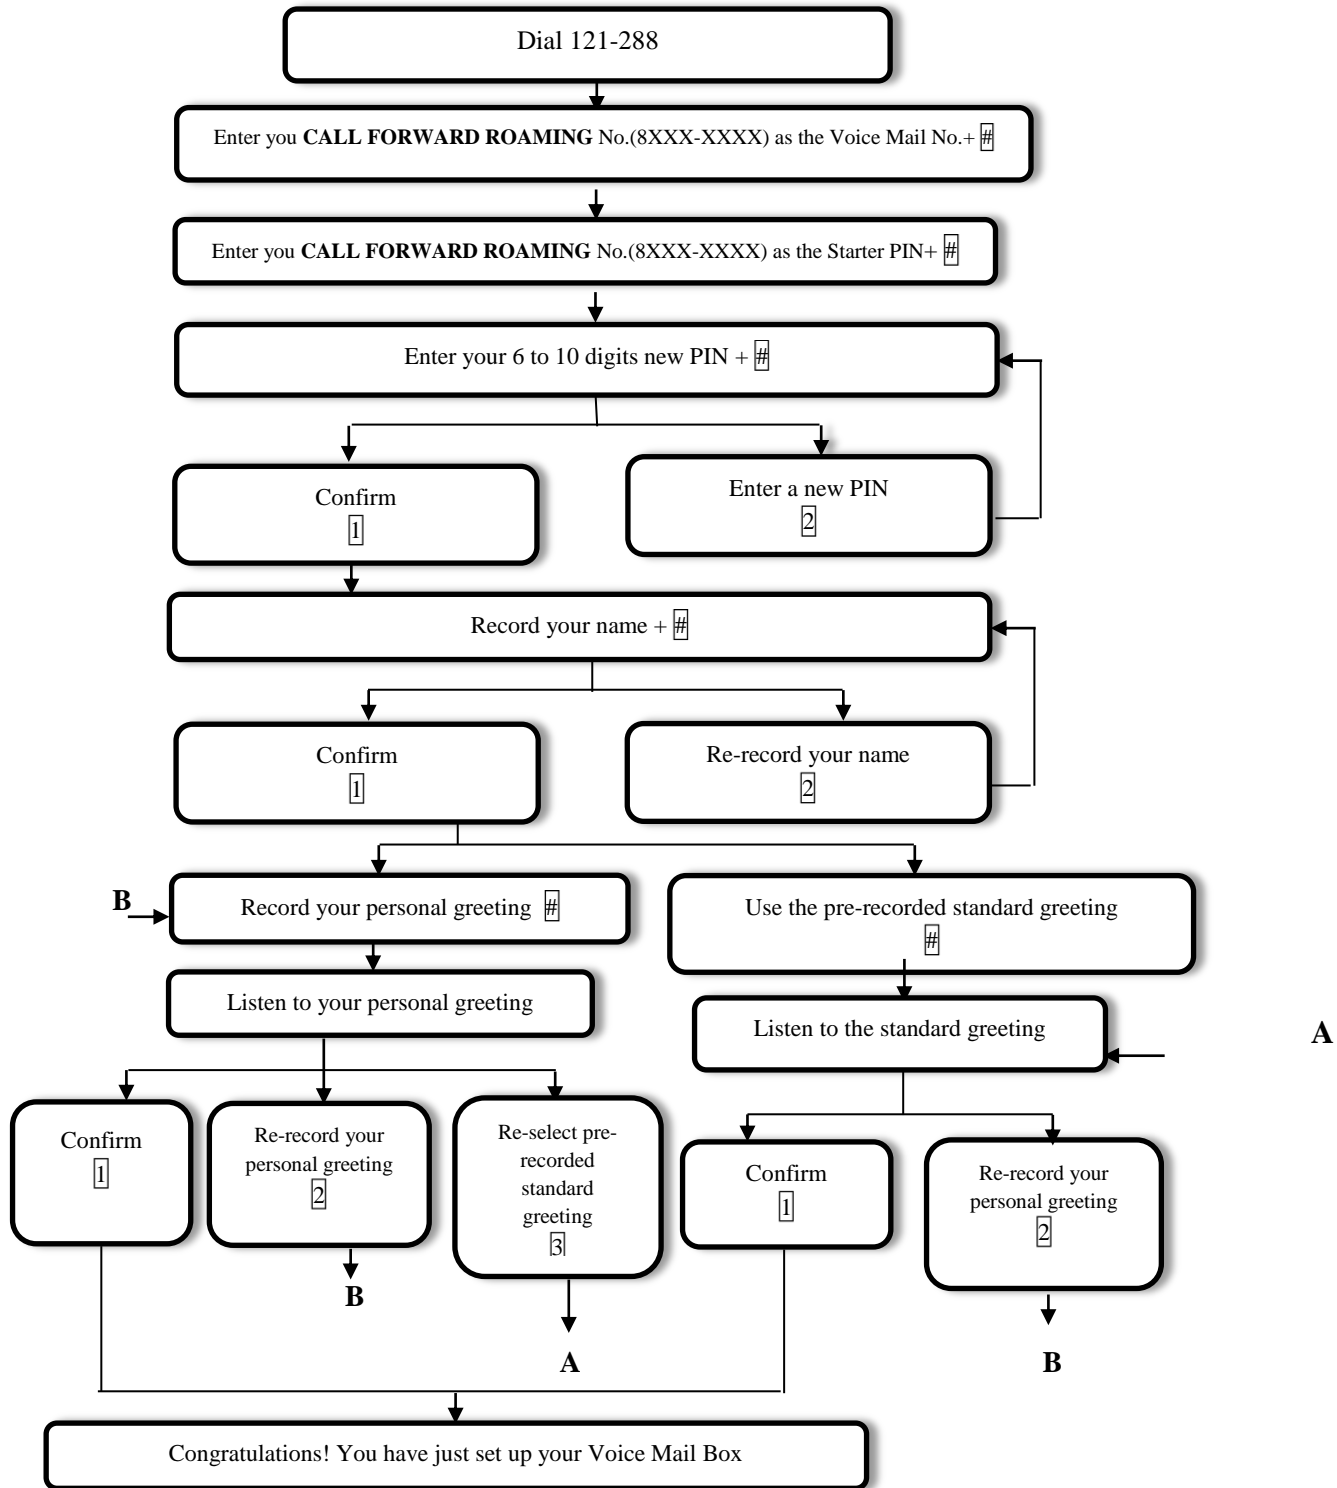 Dial 121-288
Enter you CALL FORWARD ROAMING No.(8XXX-XXXX) as the Voice Mail No.+ #
Enter you CALL FORWARD ROAMING No.(8XXX-XXXX) as the Starter PIN+ #
Enter your 6 to 10 digits new PIN + #
Confirm
1
Enter a new PIN
2
Record your name + #
Confirm
1
Re-record your name
2
B
Record your personal greeting #
Use the pre-recorded standard greeting
#
Listen to your personal greeting
Listen to the standard greeting
A
Confirm
1
Re-record your
personal greeting
2
Re-select pre-
recorded
standard
greeting
3
Confirm
1
Re-record your
personal greeting
2
B
A
B
Congratulations! You have just set up your Voice Mail Box